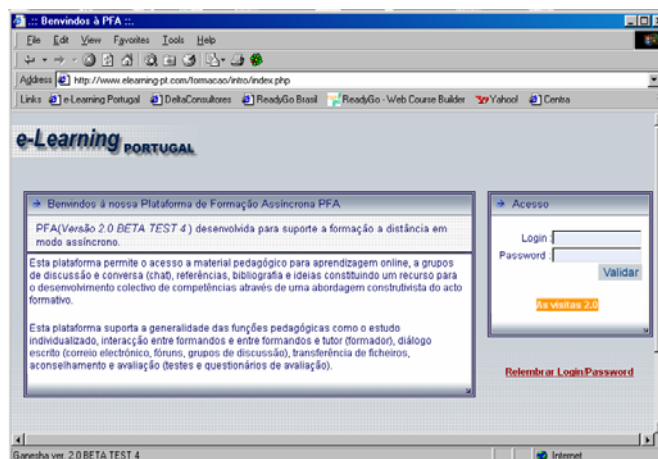 .:: Benvindos à PFA ::.
File Edit View Favorites Tools Help
Address http://www.elearning-pt.com/formacao/intro/index.php
Links e-Learning Portugal DeltaConsultores ReadyGo Brasil ReadyGo - Web Course Builder Yahoo! Centra
e-Learning PORTUGAL
Benvindos á nossa Plataforma de Formação Assíncrona PFA
PFA(Versão 2.0 BETA TEST 4 ) desenvolvida para suporte a formação a distância em
modo assíncrono.
Esta plataforma permite o acesso a material pedagógico para aprendizagem online, a grupos
de discussão e conversa (chat), referências, bibliografia e ideias constituindo um recurso para
o desenvolvimento colectivo de competências através de uma abordagem construtivista do acto
formativo.
Esta plataforma suporta a generalidade das funções pedagógicas como o estudo
individualizado, interacção entre formandos e entre formandos e tutor (formador), diálogo
escrito (correio electrónico, fóruns, grupos de discussão), transferência de ficheiros,
aconselhamento e avaliação (testes e questionários de avaliação).
Acesso
Login :
Password :
Validar
As visitas 2.0
Relembrar Login/Password
Ganesha ver. 2.0 BETA TEST 4
Internet